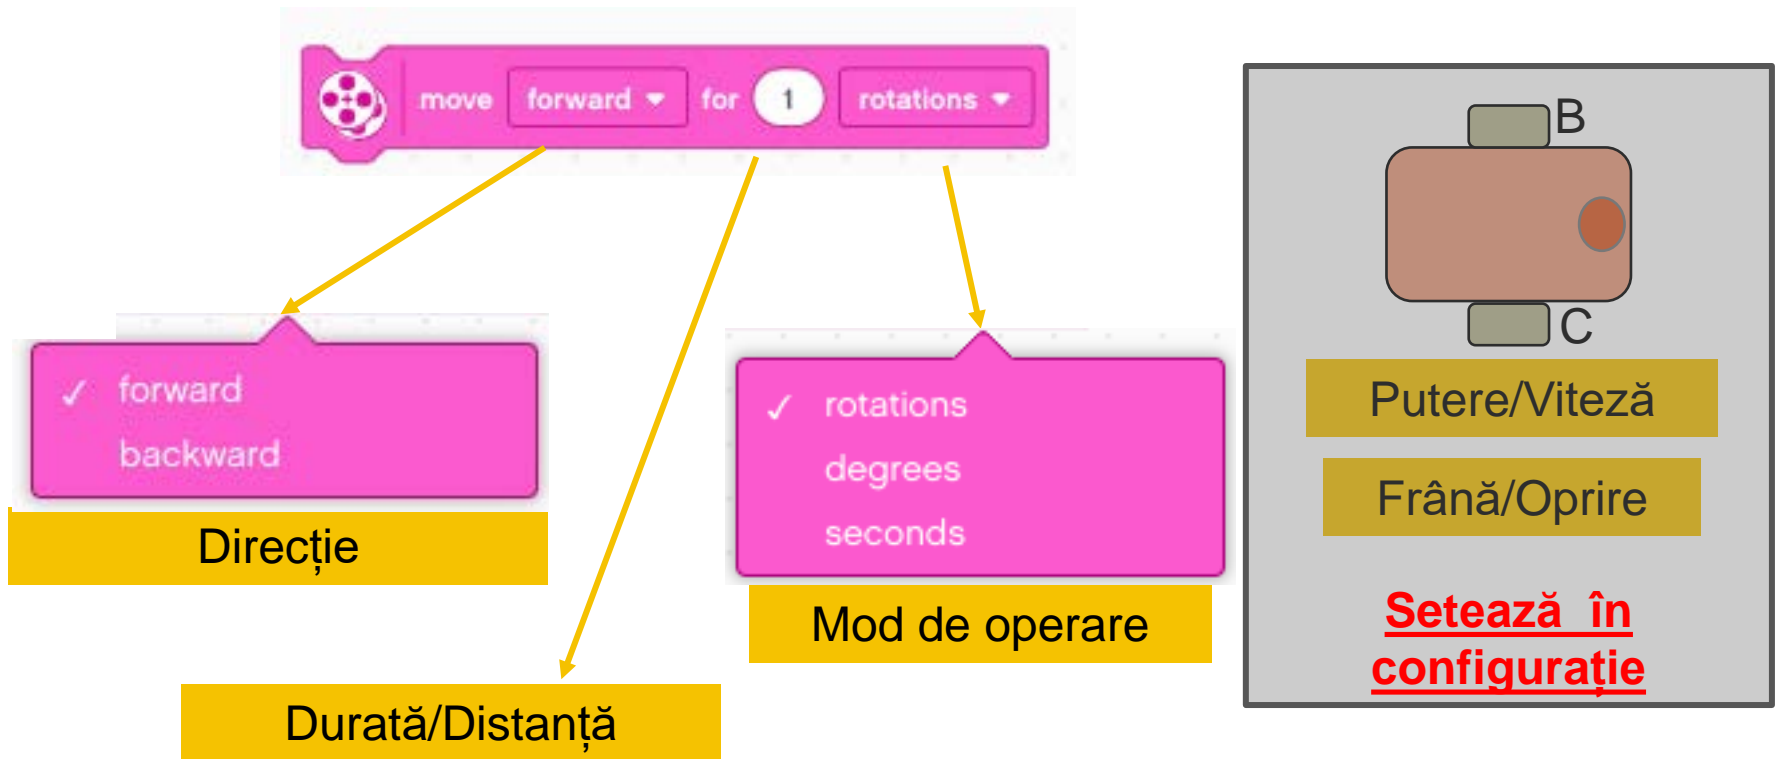 move forward for 1 rotations
forward
backward
Direcție
Durată/Distanță
rotations
degrees
seconds
Mod de operare
B
C
Putere/Viteză
Frână/Oprire
Setează în
configurație